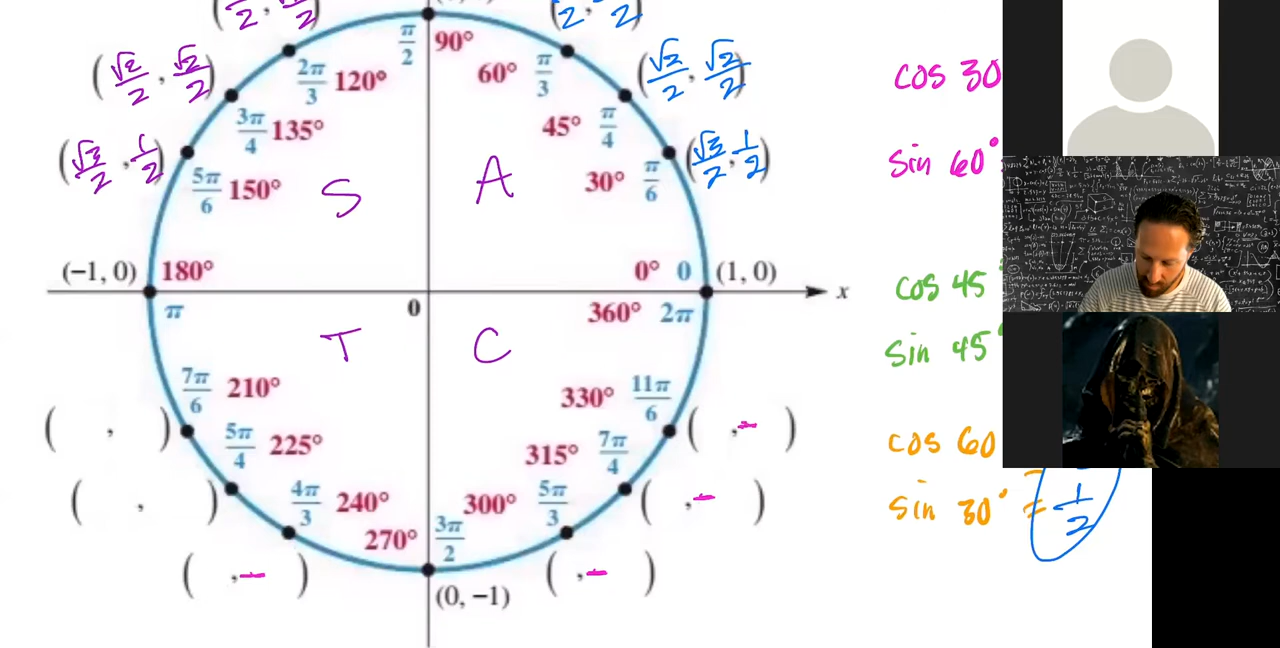 (√2/2, √2/2)
(√2/2, √2/2)
(√3/2, 1/2)
(√3/2, 1/2)
π/2 90°
2π/3 120°
60° π/3
3π/4 135°
45° π/4
5π/6 150°
30° π/6
S A
(−1, 0) 180°
0° 0 (1, 0)
π
0
360° 2π
x
T C
7π/6 210°
330° 11π/6
( , )
( ,− )
5π/4 225°
315° 7π/4
( , )
( ,− )
4π/3 240°
300° 5π/3
270° 3π/2
( ,− )
( ,− )
(0, −1)
cos 30
sin 60°
cos 45°
sin 45°
cos 60
sin 30° = 1/2